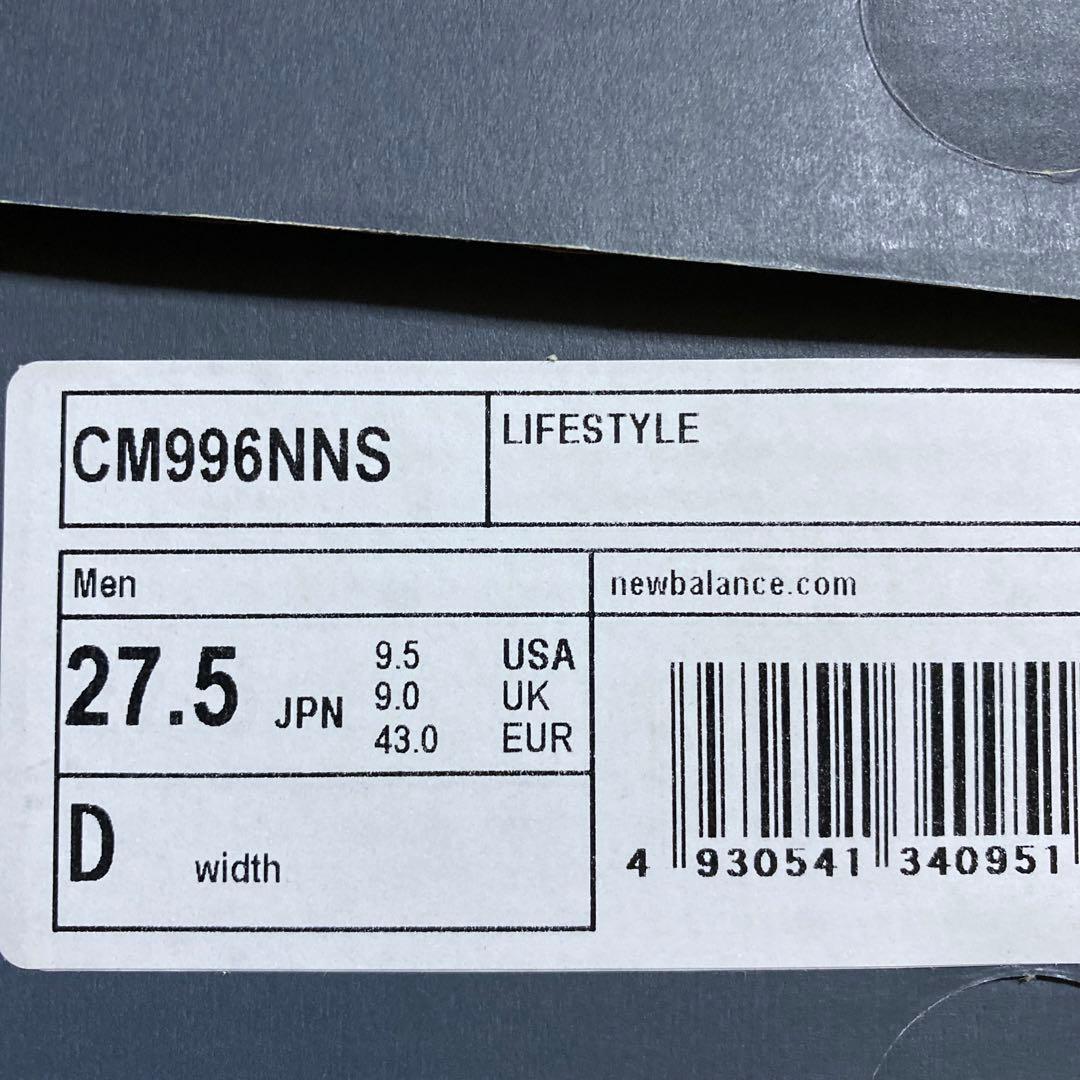 CM996NNS
LIFESTYLE
Men
newbalance.com
27.5 JPN
9.5 USA
9.0 UK
43.0 EUR
D width
4 930541 340951